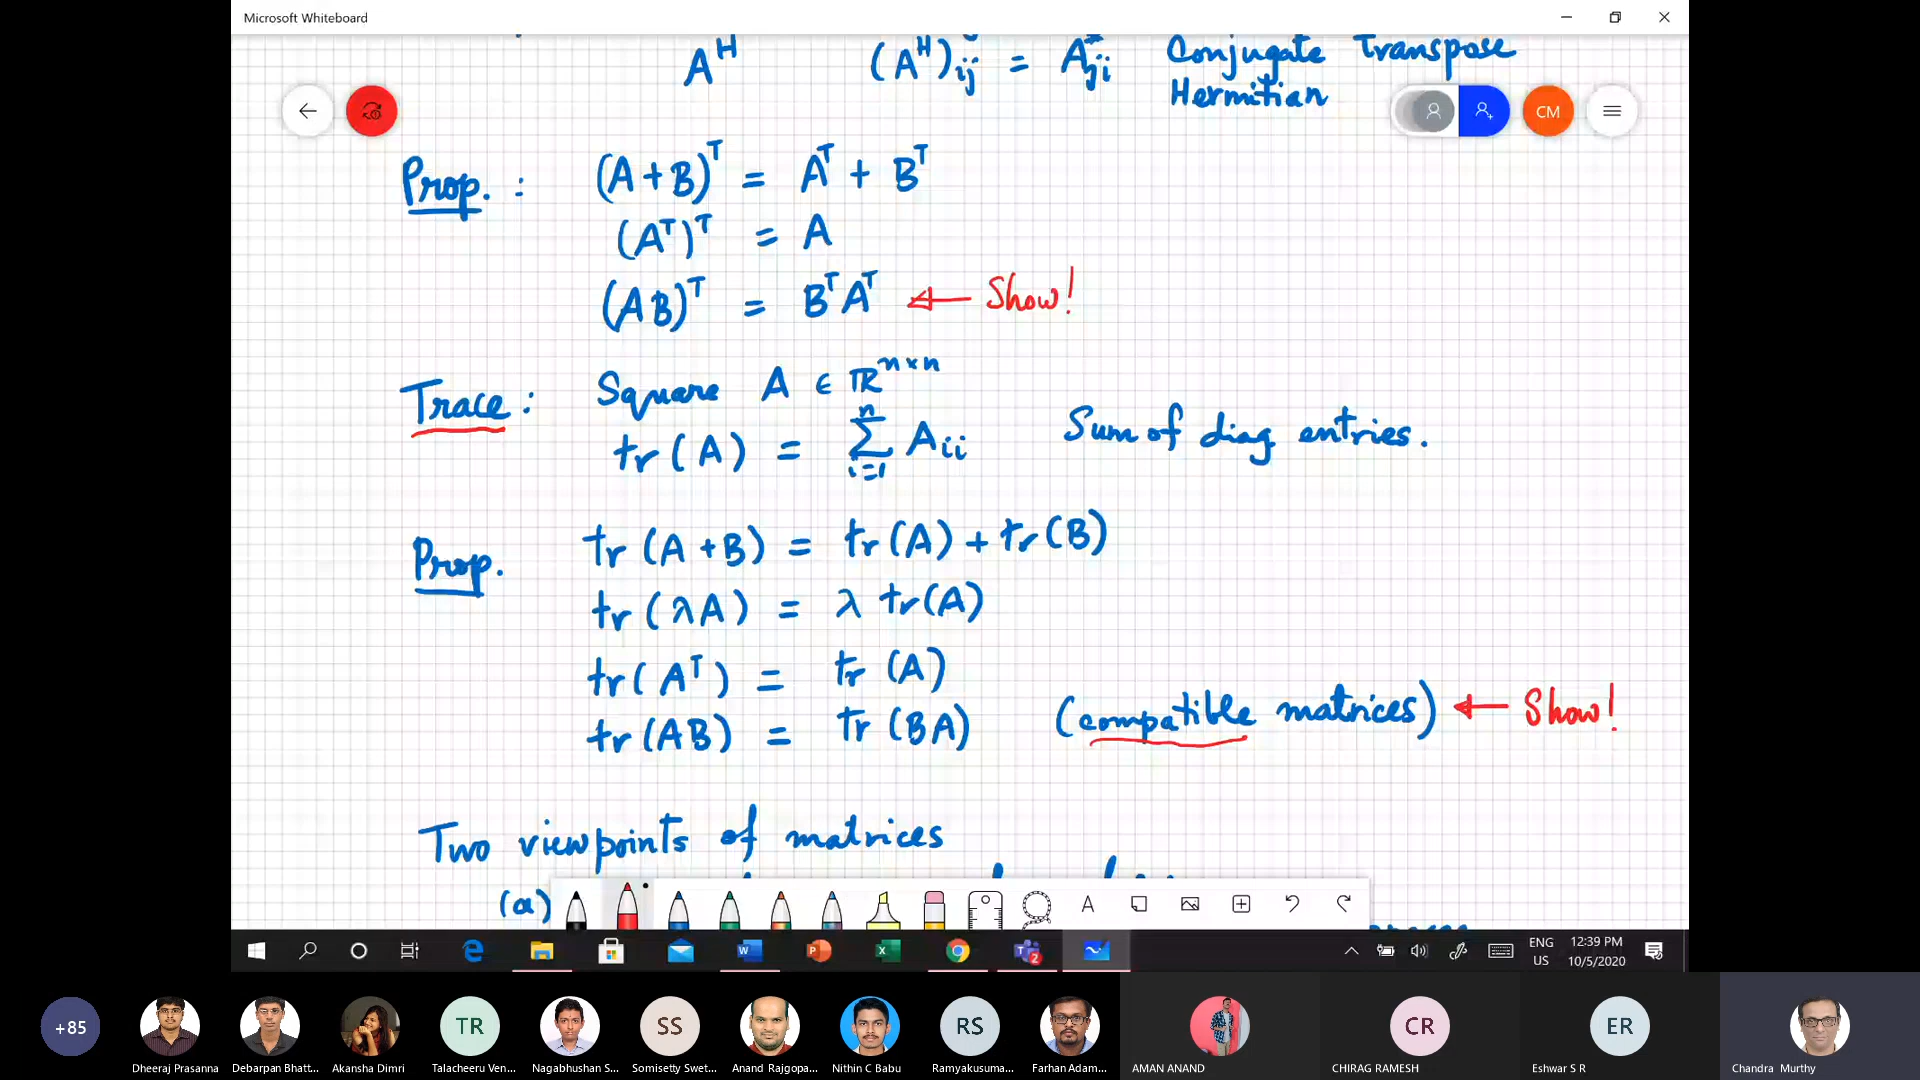 Microsoft Whiteboard
A^H (A^H)_ij = A*_ji Conjugate Transpose
Hermitian
CM
Prop. : (A+B)^T = A^T + B^T
(A^T)^T = A
(AB)^T = B^T A^T ← Show!
Trace : Square A ∈ ℝ^{n×n}
tr(A) = ∑_{i=1}^{n} A_ii Sum of diag entries.
Prop. tr(A+B) = tr(A) + tr(B)
tr(λA) = λ tr(A)
tr(A^T) = tr(A)
tr(AB) = tr(BA) (compatible matrices) ← Show!
Two viewpoints of matrices
(a)
ENG
US
12:39 PM
10/5/2020
2
+85
TR
SS
RS
CR
ER
Dheeraj Prasanna
Debarpan Bhatt...
Akansha Dimri
Talacheeru Ven...
Nagabhushan S...
Somisetty Swet...
Anand Rajgopa...
Nithin C Babu
Ramyakusuma...
Farhan Adam...
AMAN ANAND
CHIRAG RAMESH
Eshwar S R
Chandra Murthy